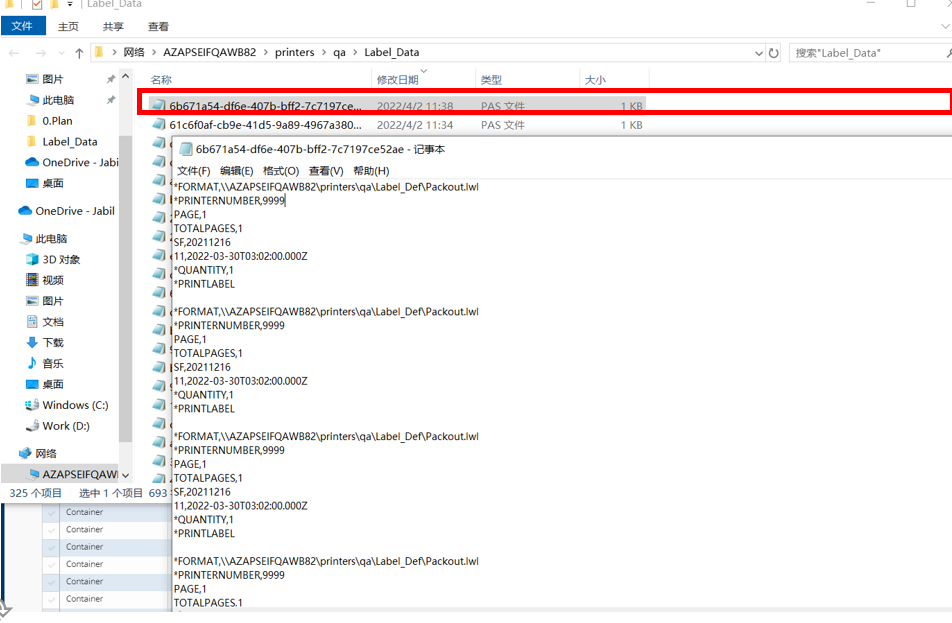 Label_Data
文件 主页 共享 查看
网络 AZAPSEIFQAWB82 printers qa Label_Data
搜索"Label_Data"
名称 修改日期 类型 大小
图片
此电脑
0.Plan
Label_Data
OneDrive - Jabi
桌面
OneDrive - Jabil
此电脑
3D 对象
视频
图片
文档
下载
音乐
桌面
Windows (C:)
Work (D:)
网络
AZAPSEIFQAWI
325 个项目 选中 1 个项目 693
6b671a54-df6e-407b-bff2-7c7197ce... 2022/4/2 11:38 PAS 文件 1 KB
61c6f0af-cb9e-41d5-9a89-4967a380... 2022/4/2 11:34 PAS 文件 1 KB
6b671a54-df6e-407b-bff2-7c7197ce52ae - 记事本
文件(F) 编辑(E) 格式(O) 查看(V) 帮助(H)
*FORMAT,\\AZAPSEIFQAWB82\printers\qa\Label_Def\Packout.lwl
*PRINTERNUMBER,9999
PAGE,1
TOTALPAGES,1
SF,20211216
11,2022-03-30T03:02:00.000Z
*QUANTITY,1
*PRINTLABEL
*FORMAT,\\AZAPSEIFQAWB82\printers\qa\Label_Def\Packout.lwl
*PRINTERNUMBER,9999
PAGE,1
TOTALPAGES,1
SF,20211216
11,2022-03-30T03:02:00.000Z
*QUANTITY,1
*PRINTLABEL
*FORMAT,\\AZAPSEIFQAWB82\printers\qa\Label_Def\Packout.lwl
*PRINTERNUMBER,9999
PAGE,1
TOTALPAGES,1
SF,20211216
11,2022-03-30T03:02:00.000Z
*QUANTITY,1
*PRINTLABEL
*FORMAT,\\AZAPSEIFQAWB82\printers\qa\Label_Def\Packout.lwl
*PRINTERNUMBER,9999
PAGE,1
TOTALPAGES,1
Container
Container
Container
Container
Container
Container